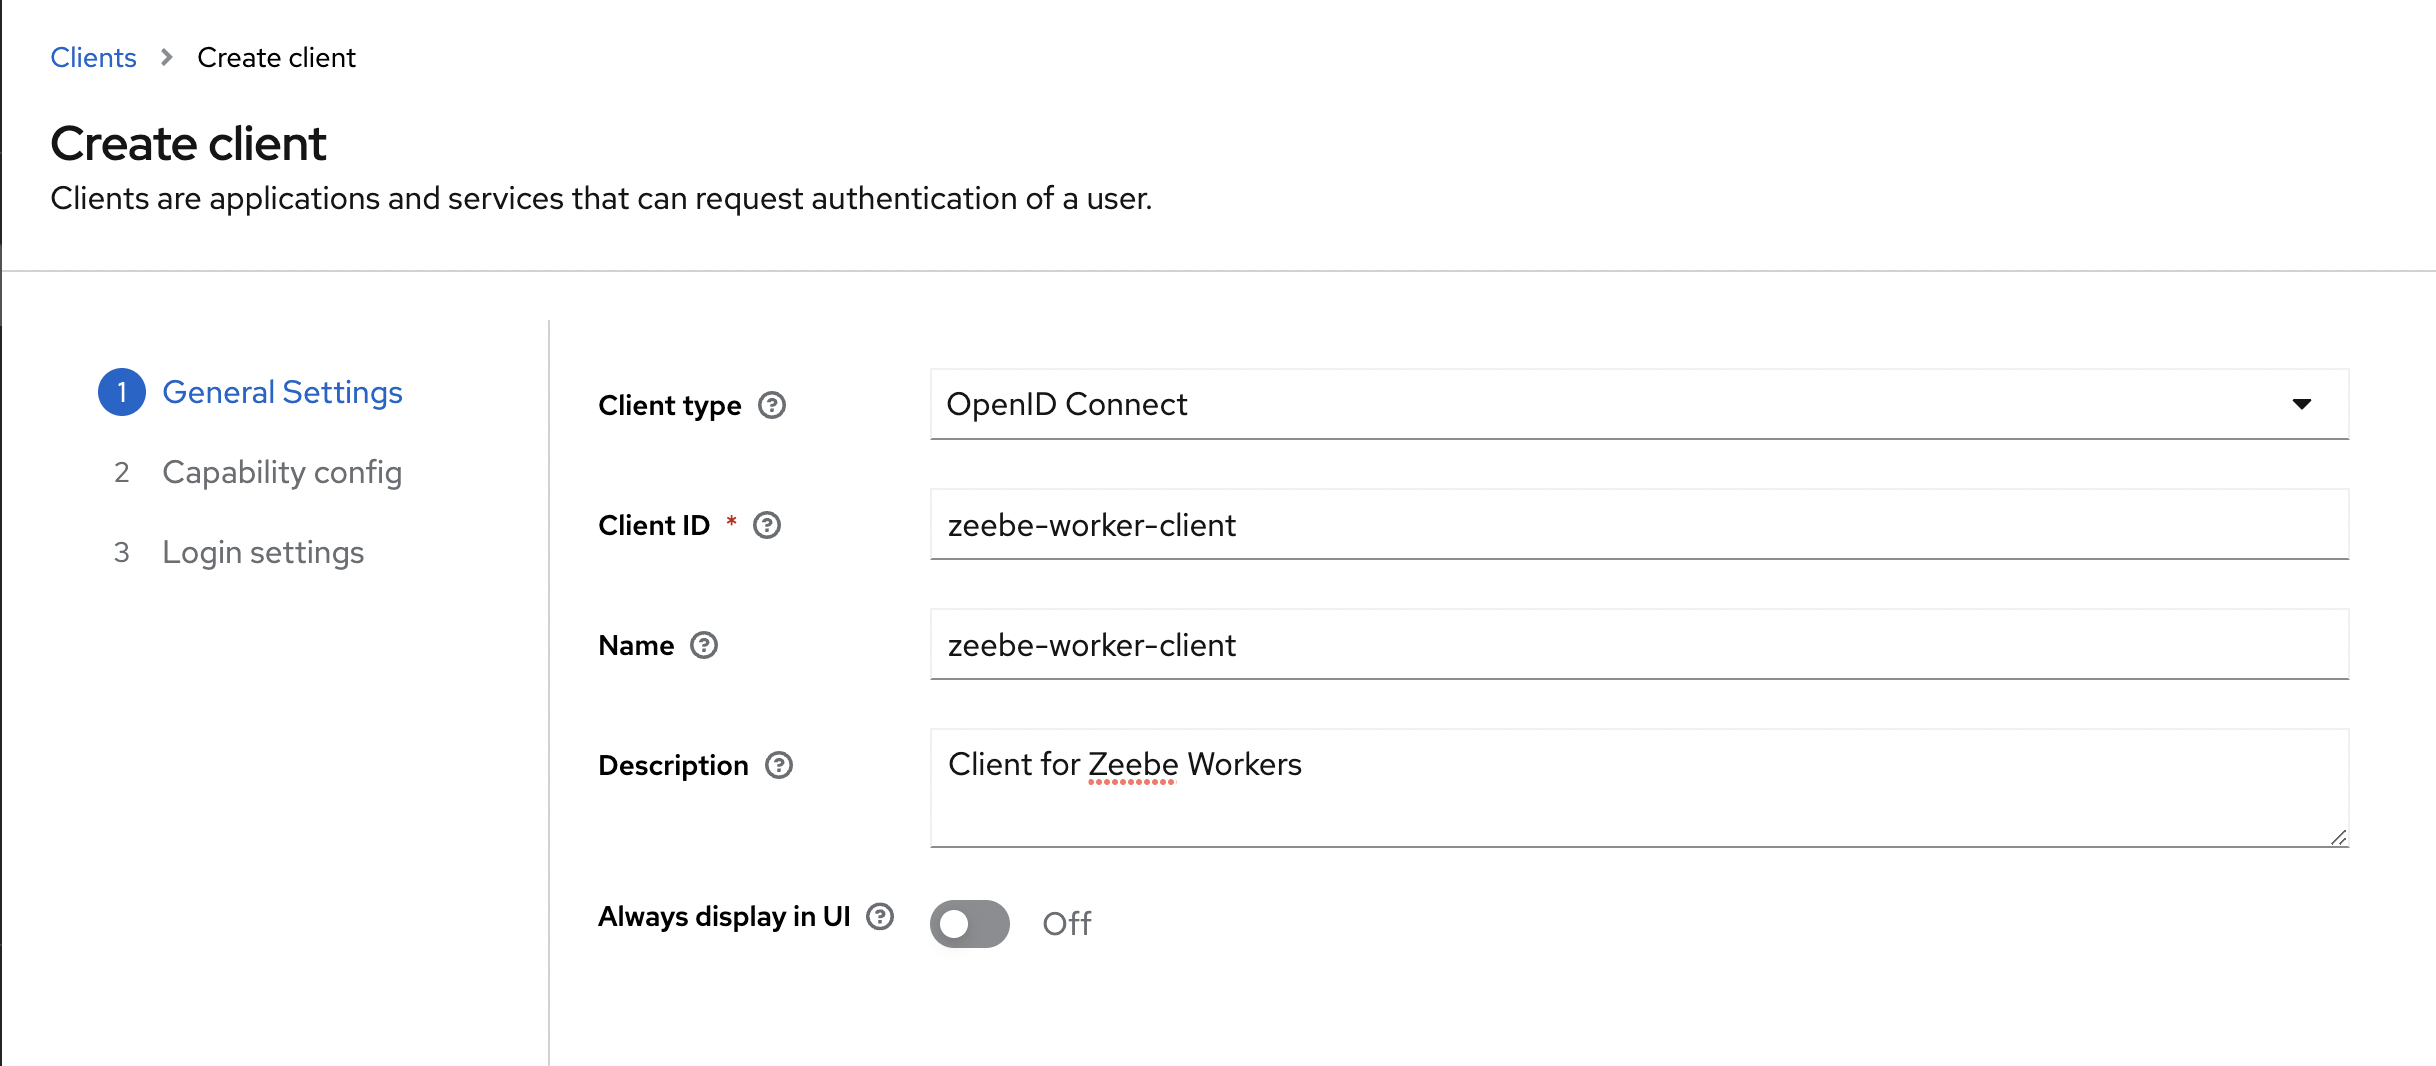 Clients > Create client
Create client
Clients are applications and services that can request authentication of a user.
1 General Settings
2 Capability config
3 Login settings
Client type ? OpenID Connect
Client ID * ? zeebe-worker-client
Name ? zeebe-worker-client
Description ? Client for Zeebe Workers
Always display in UI ? Off